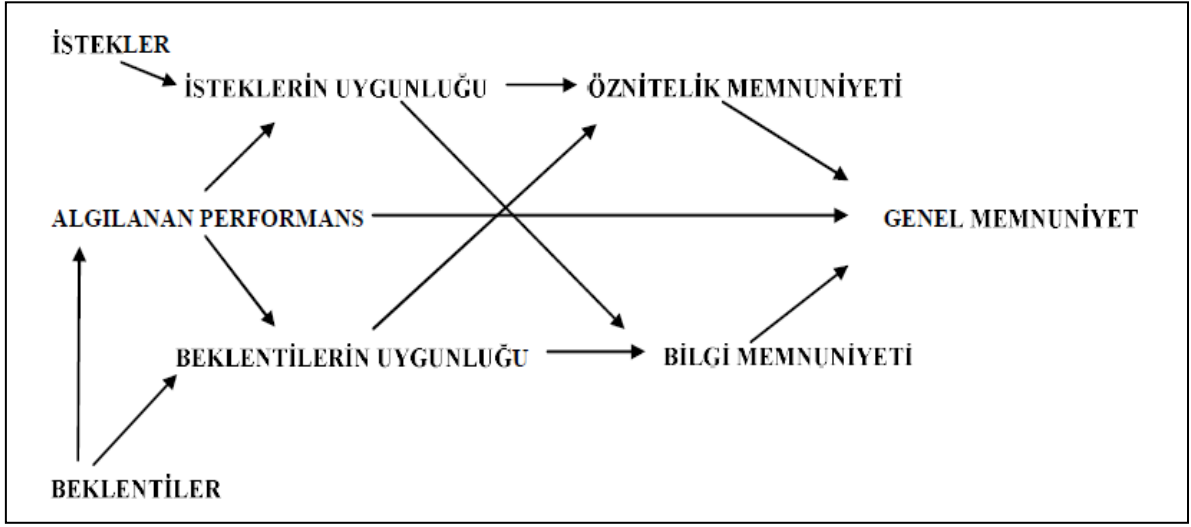 İSTEKLER
İSTEKLERİN UYGUNLUĞU
ÖZNİTELİK MEMNUNİYETİ
ALGILANAN PERFORMANS
GENEL MEMNUNİYET
BEKLENTİLERİN UYGUNLUĞU
BİLGİ MEMNUNİYETİ
BEKLENTİLER